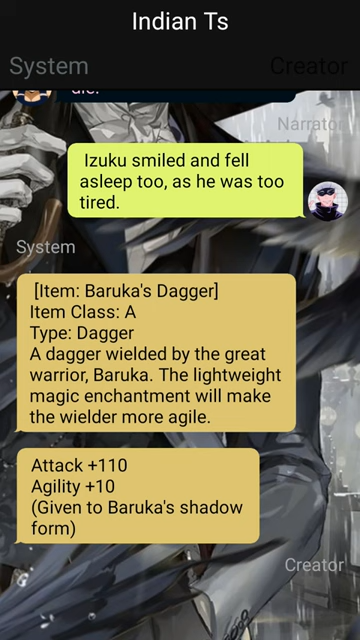 Indian Ts
System
Creator
die.
Narrator
Izuku smiled and fell
asleep too, as he was too
tired.
System
[Item: Baruka's Dagger]
Item Class: A
Type: Dagger
A dagger wielded by the great
warrior, Baruka. The lightweight
magic enchantment will make
the wielder more agile.
Attack +110
Agility +10
(Given to Baruka's shadow
form)
Creator